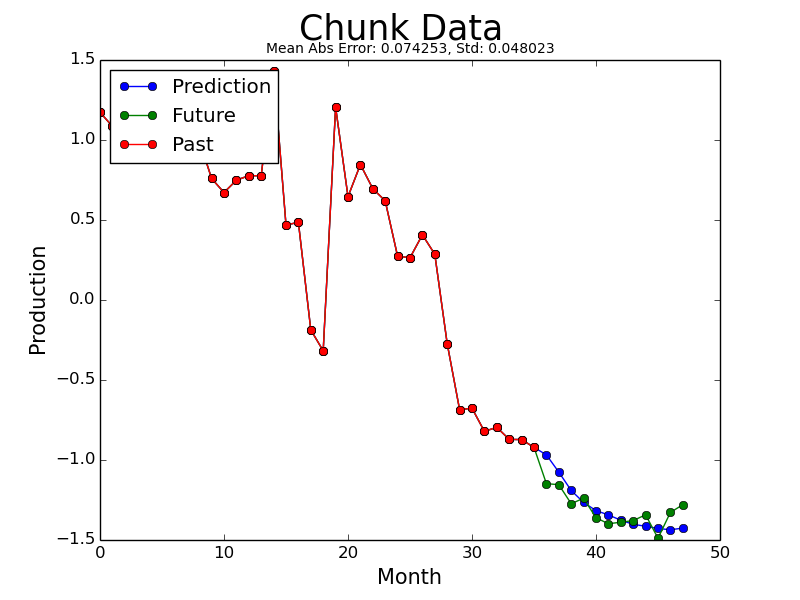 Chunk Data
Mean Abs Error: 0.074253, Std: 0.048023
Prediction
Future
Past
1.5
1.0
0.5
0.0
−0.5
−1.0
−1.5
Production
0 10 20 30 40 50
Month